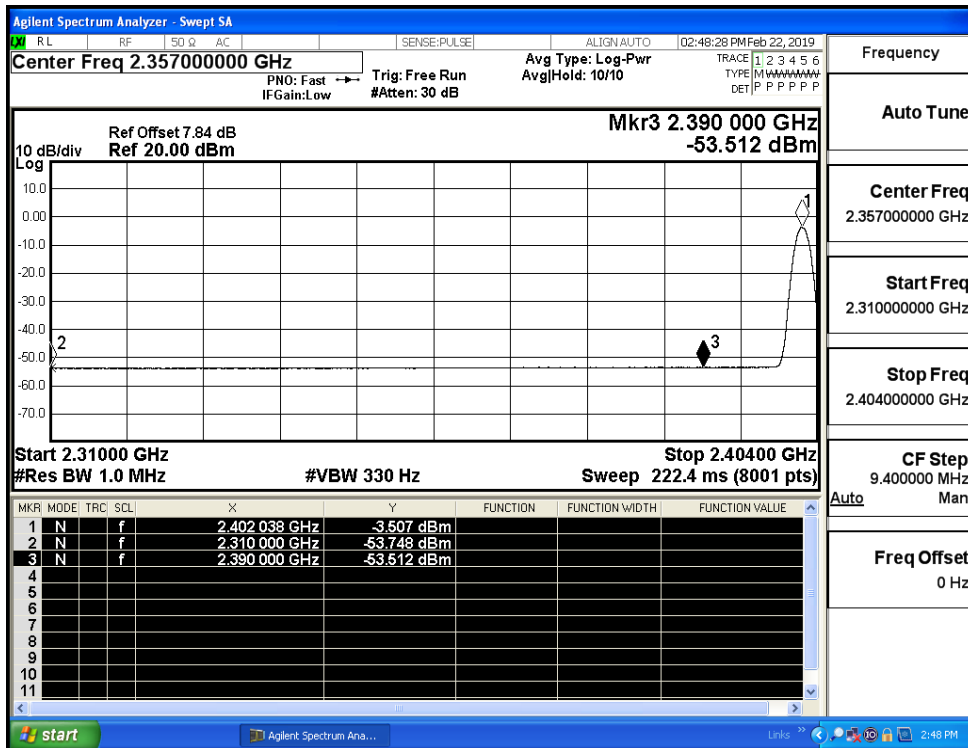 Agilent Spectrum Analyzer - Swept SA
LXI RL RF 50 Ω AC SENSE:PULSE ALIGN AUTO 02:48:28 PM Feb 22, 2019
Center Freq 2.357000000 GHz
PNO: Fast
IFGain:Low
Trig: Free Run
#Atten: 30 dB
Avg Type: Log-Pwr
Avg|Hold: 10/10
TRACE 1 2 3 4 5 6
TYPE M W W W W W
DET P P P P P P
Ref Offset 7.84 dB
10 dB/div Ref 20.00 dBm
Log
Mkr3 2.390 000 GHz
-53.512 dBm
10.0
0.00
-10.0
-20.0
-30.0
-40.0
-50.0
-60.0
-70.0
1
2
3
Start 2.31000 GHz Stop 2.40400 GHz
#Res BW 1.0 MHz #VBW 330 Hz Sweep 222.4 ms (8001 pts)
MKR MODE TRC SCL X Y FUNCTION FUNCTION WIDTH FUNCTION VALUE
1 N f 2.402 038 GHz -3.507 dBm
2 N f 2.310 000 GHz -53.748 dBm
3 N f 2.390 000 GHz -53.512 dBm
4
5
6
7
8
9
10
11
Frequency
Auto Tune
Center Freq
2.357000000 GHz
Start Freq
2.310000000 GHz
Stop Freq
2.404000000 GHz
CF Step
9.400000 MHz
Auto Man
Freq Offset
0 Hz
start Agilent Spectrum Ana... Links » 2:48 PM